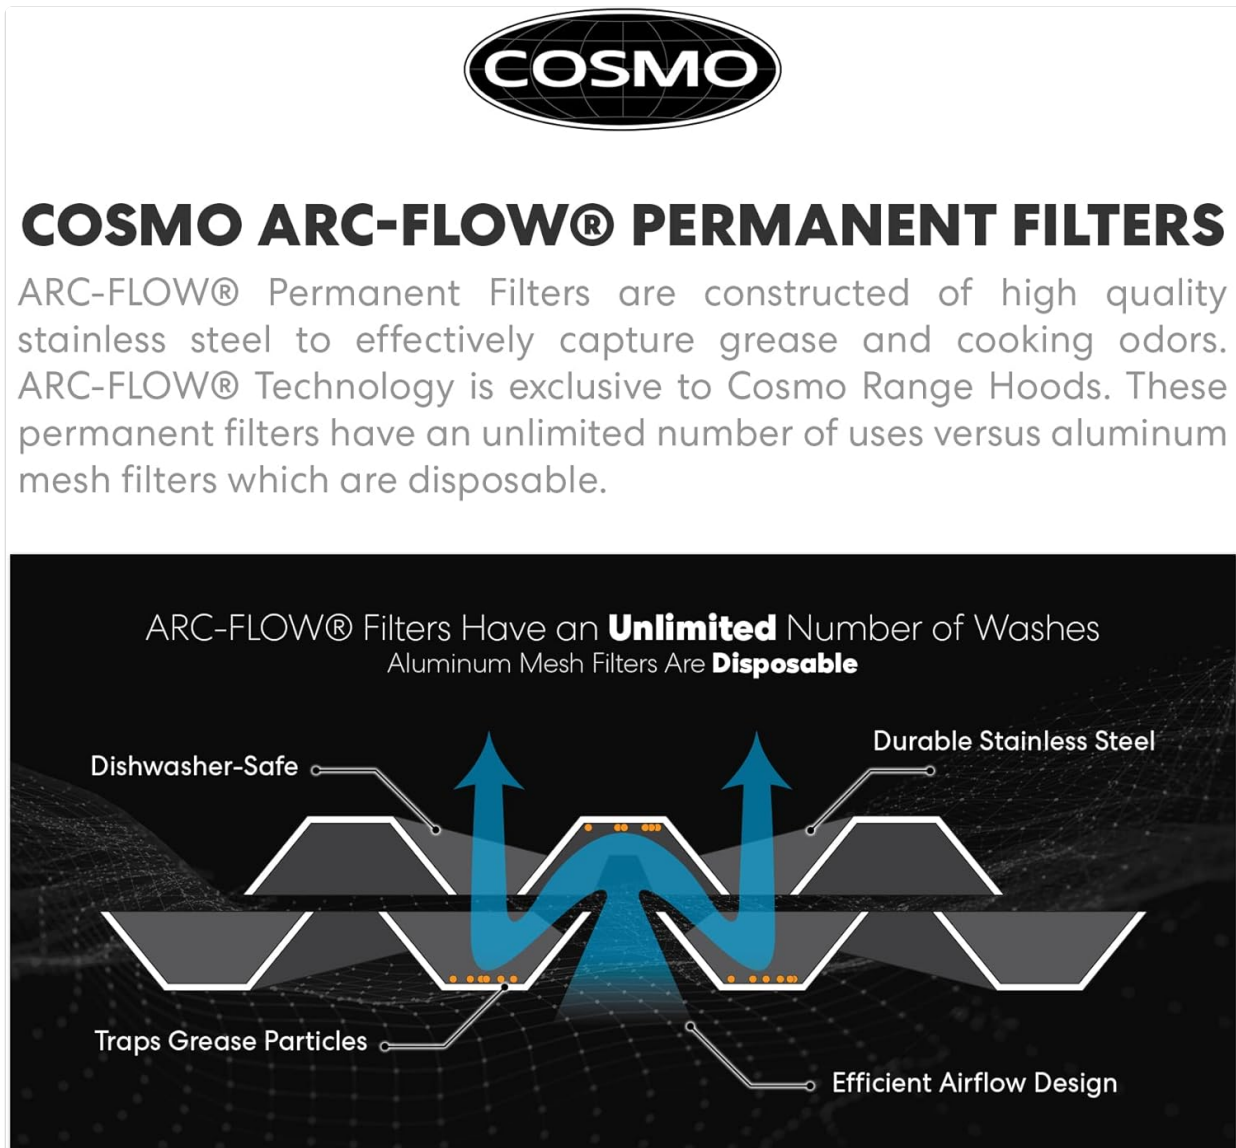 COSMO
COSMO ARC-FLOW® PERMANENT FILTERS
ARC-FLOW® Permanent Filters are constructed of high quality
stainless steel to effectively capture grease and cooking odors.
ARC-FLOW® Technology is exclusive to Cosmo Range Hoods. These
permanent filters have an unlimited number of uses versus aluminum
mesh filters which are disposable.
ARC-FLOW® Filters Have an Unlimited Number of Washes
Aluminum Mesh Filters Are Disposable
Durable Stainless Steel
Dishwasher-Safe
Traps Grease Particles
Efficient Airflow Design